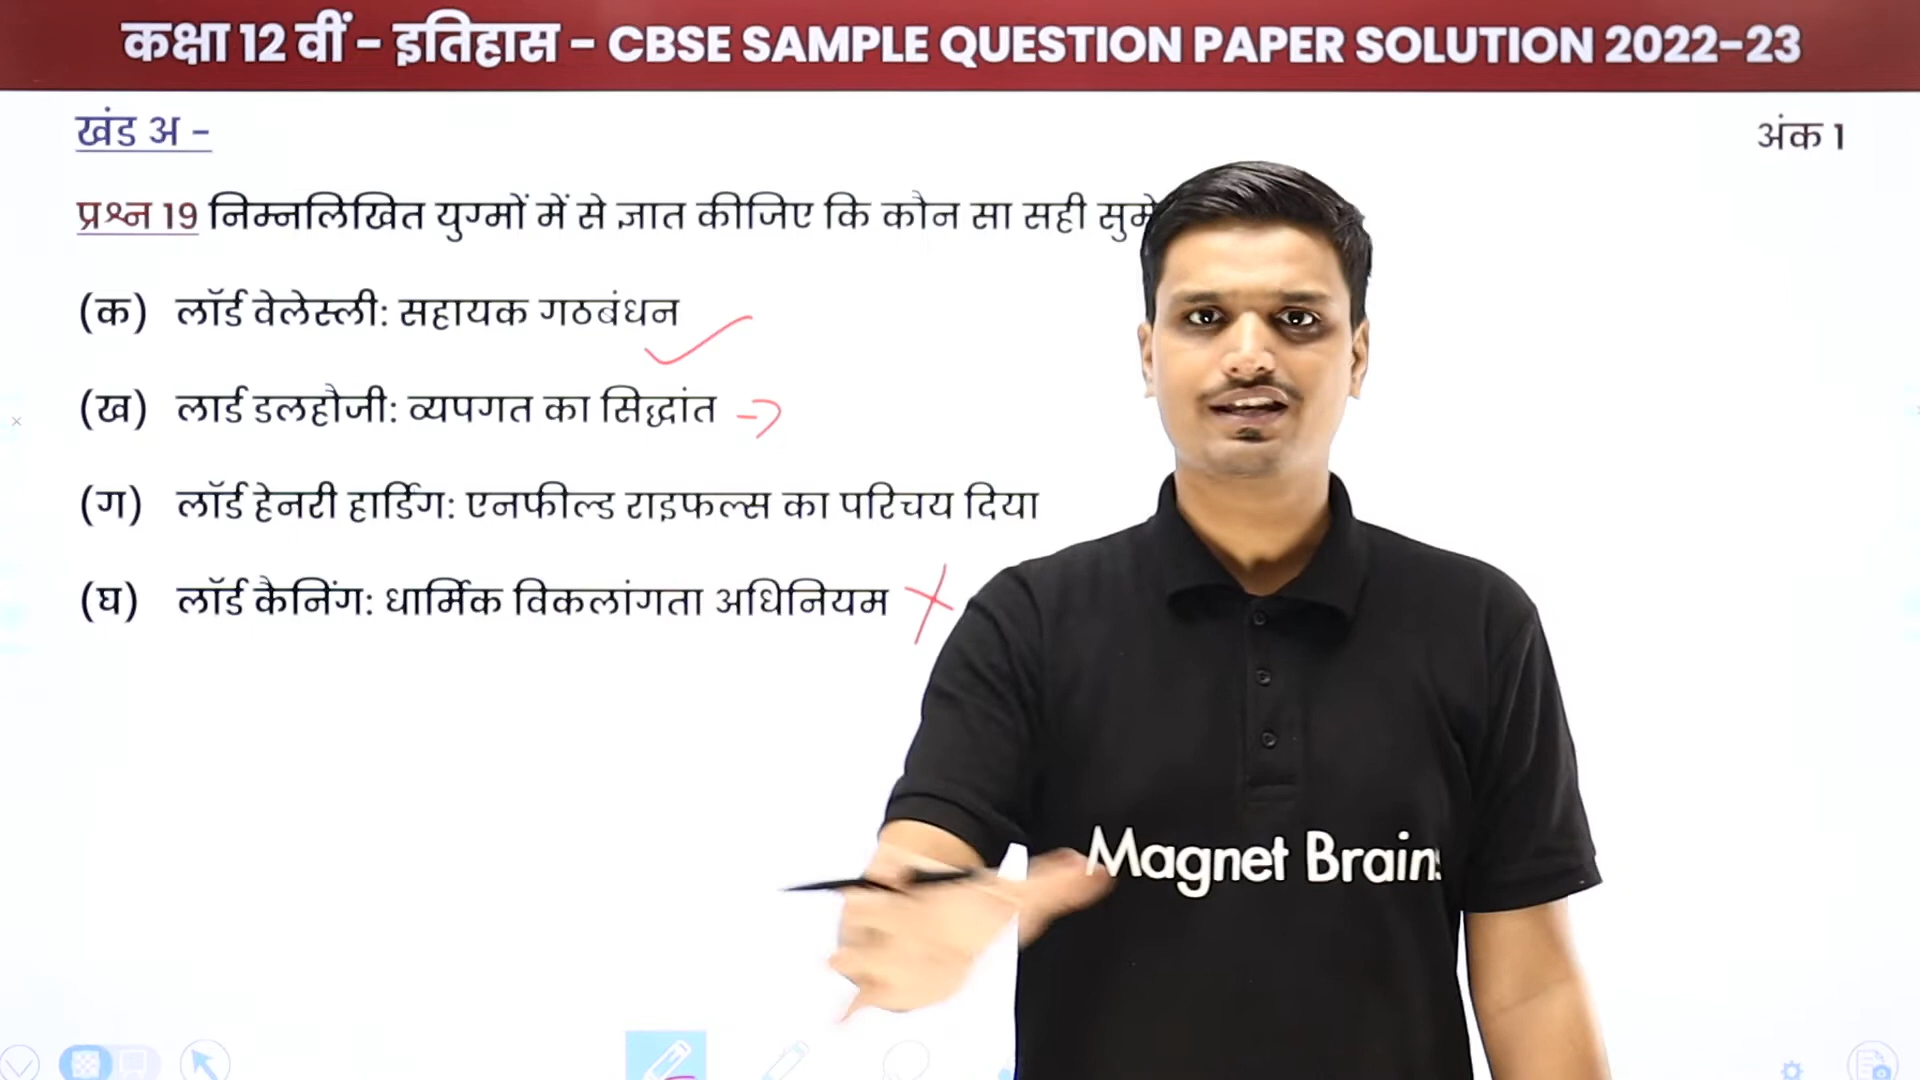 कक्षा 12 वीं - इतिहास - CBSE SAMPLE QUESTION PAPER SOLUTION 2022-23
खंड अ -
अंक 1
प्रश्न 19 निम्नलिखित युग्मों में से ज्ञात कीजिए कि कौन सा सही
(क) लॉर्ड वेलेस्ली: सहायक गठबंधन
(ख) लार्ड डलहौजी: व्यपगत का सिद्धांत
(ग) लॉर्ड हेनरी हार्डिंग: एनफील्ड राइफल्स का परिचय दिया
(घ) लॉर्ड कैनिंग: धार्मिक विकलांगता अधिनियम
Magnet Brains